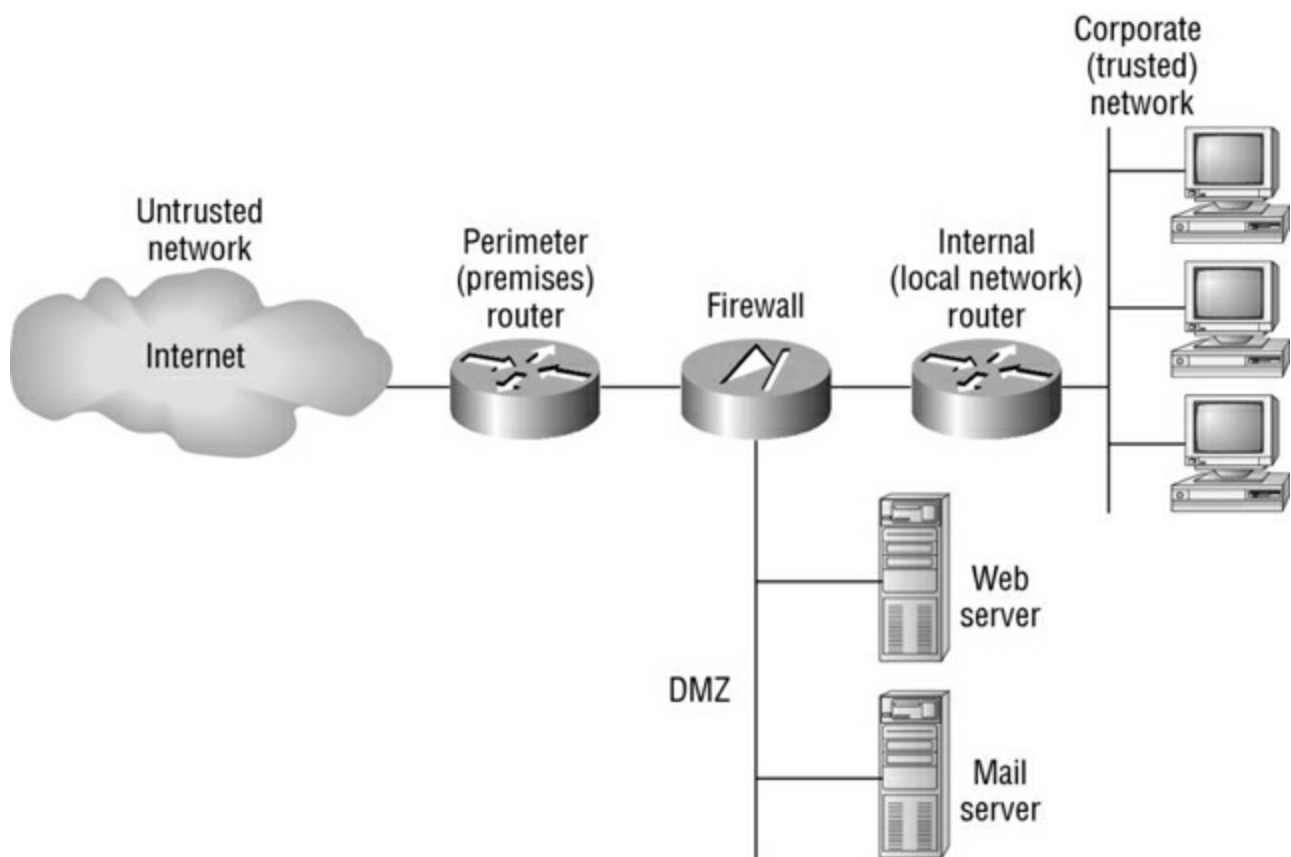 Corporate
(trusted)
network
Untrusted
network
Internet
Perimeter
(premises)
router
Firewall
Internal
(local network)
router
Web
server
DMZ
Mail
server